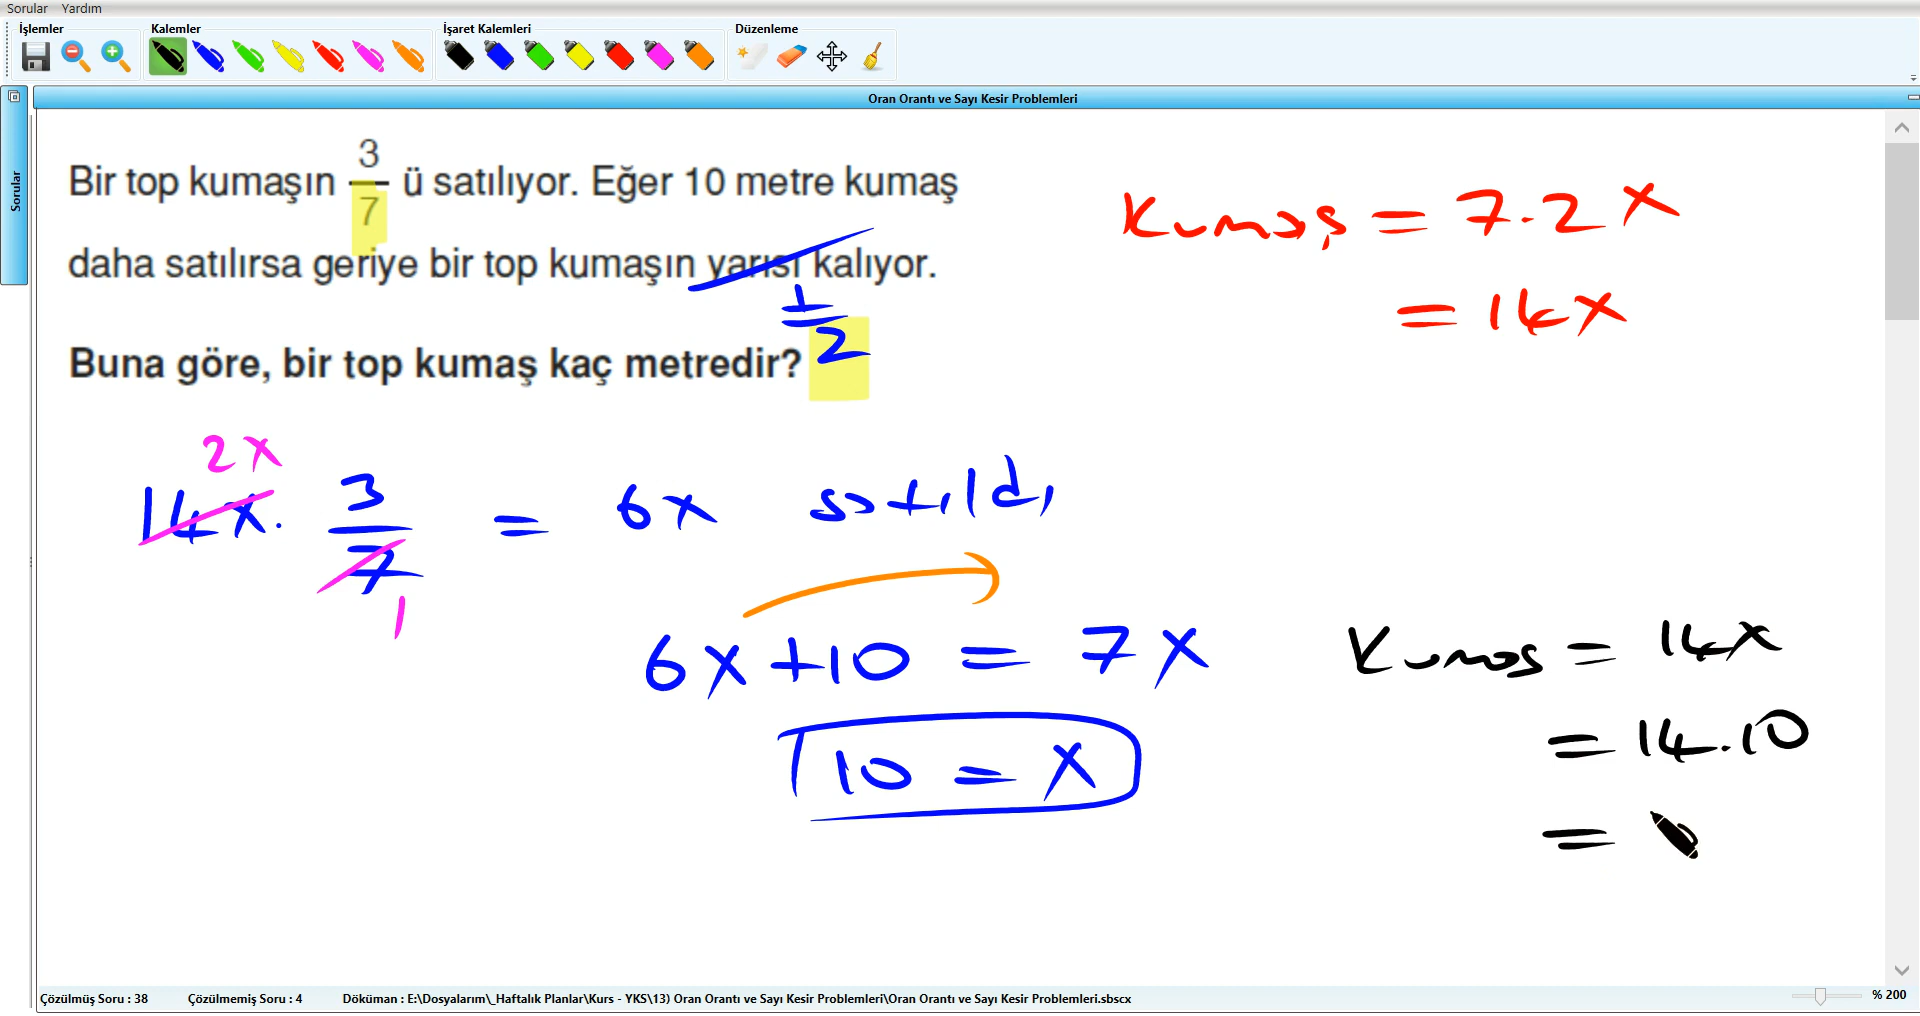 Sorular Yardım
İşlemler Kalemler İşaret Kalemleri Düzenleme
Oran Orantı ve Sayı Kesir Problemleri
Sorular
Bir top kumaşın 3/7 ü satılıyor. Eğer 10 metre kumaş
daha satılırsa geriye bir top kumaşın yarısı kalıyor.
1/2
Buna göre, bir top kumaş kaç metredir?
Kumaş = 7.2x
= 14x
2x
14x. 3/7 = 6x satıldı
1
6x+10 = 7x
10 = x
Kumaş = 14x
= 14.10
=
Çözülmüş Soru : 38 Çözülmemiş Soru : 4 Döküman : E:\Dosyalarım\_Haftalık Planlar\Kurs - YKS\13) Oran Orantı ve Sayı Kesir Problemleri\Oran Orantı ve Sayı Kesir Problemleri.sbscx % 200